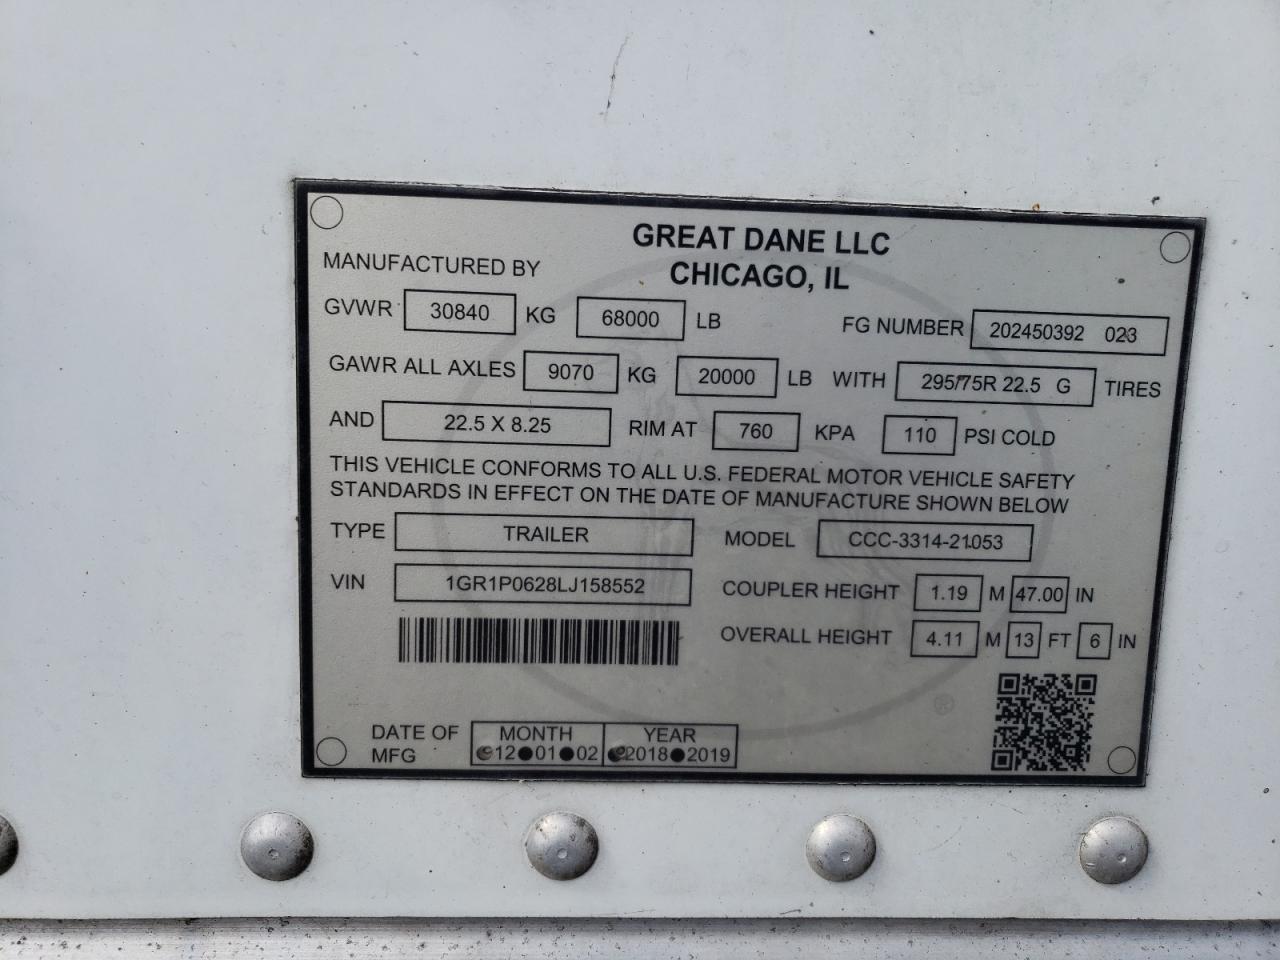 GREAT DANE LLC
MANUFACTURED BY CHICAGO, IL
GVWR 30840 KG 68000 LB FG NUMBER 202450392 023
GAWR ALL AXLES 9070 KG 20000 LB WITH 295/75R 22.5 G TIRES
AND 22.5 X 8.25 RIM AT 760 KPA 110 PSI COLD
THIS VEHICLE CONFORMS TO ALL U.S. FEDERAL MOTOR VEHICLE SAFETY
STANDARDS IN EFFECT ON THE DATE OF MANUFACTURE SHOWN BELOW
TYPE TRAILER MODEL CCC-3314-21053
VIN 1GR1P0628LJ158552 COUPLER HEIGHT 1.19 M 47.00 IN
OVERALL HEIGHT 4.11 M 13 FT 6 IN
®
DATE OF MONTH YEAR
MFG 12●01●02 2018●2019